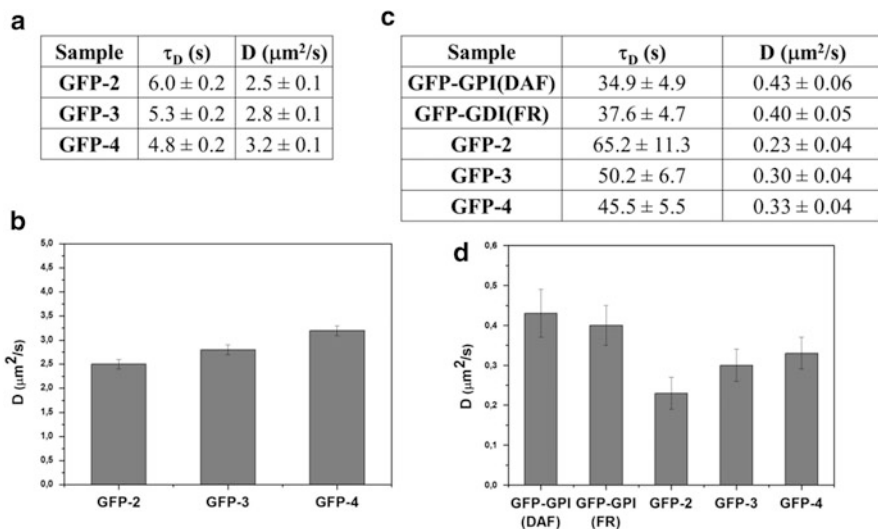 a
Sample τD (s) D (μm²/s)
GFP-2 6.0 ± 0.2 2.5 ± 0.1
GFP-3 5.3 ± 0.2 2.8 ± 0.1
GFP-4 4.8 ± 0.2 3.2 ± 0.1
c
Sample τD (s) D (μm²/s)
GFP-GPI(DAF) 34.9 ± 4.9 0.43 ± 0.06
GFP-GDI(FR) 37.6 ± 4.7 0.40 ± 0.05
GFP-2 65.2 ± 11.3 0.23 ± 0.04
GFP-3 50.2 ± 6.7 0.30 ± 0.04
GFP-4 45.5 ± 5.5 0.33 ± 0.04
b
D (μm²/s)
5,0
4,5
4,0
3,5
3,0
2,5
2,0
1,5
1,0
0,5
0,0
GFP-2 GFP-3 GFP-4
d
D (μm²/s)
0,6
0,5
0,4
0,3
0,2
0,1
0,0
GFP-GPI GFP-GPI GFP-2 GFP-3 GFP-4
(DAF) (FR)